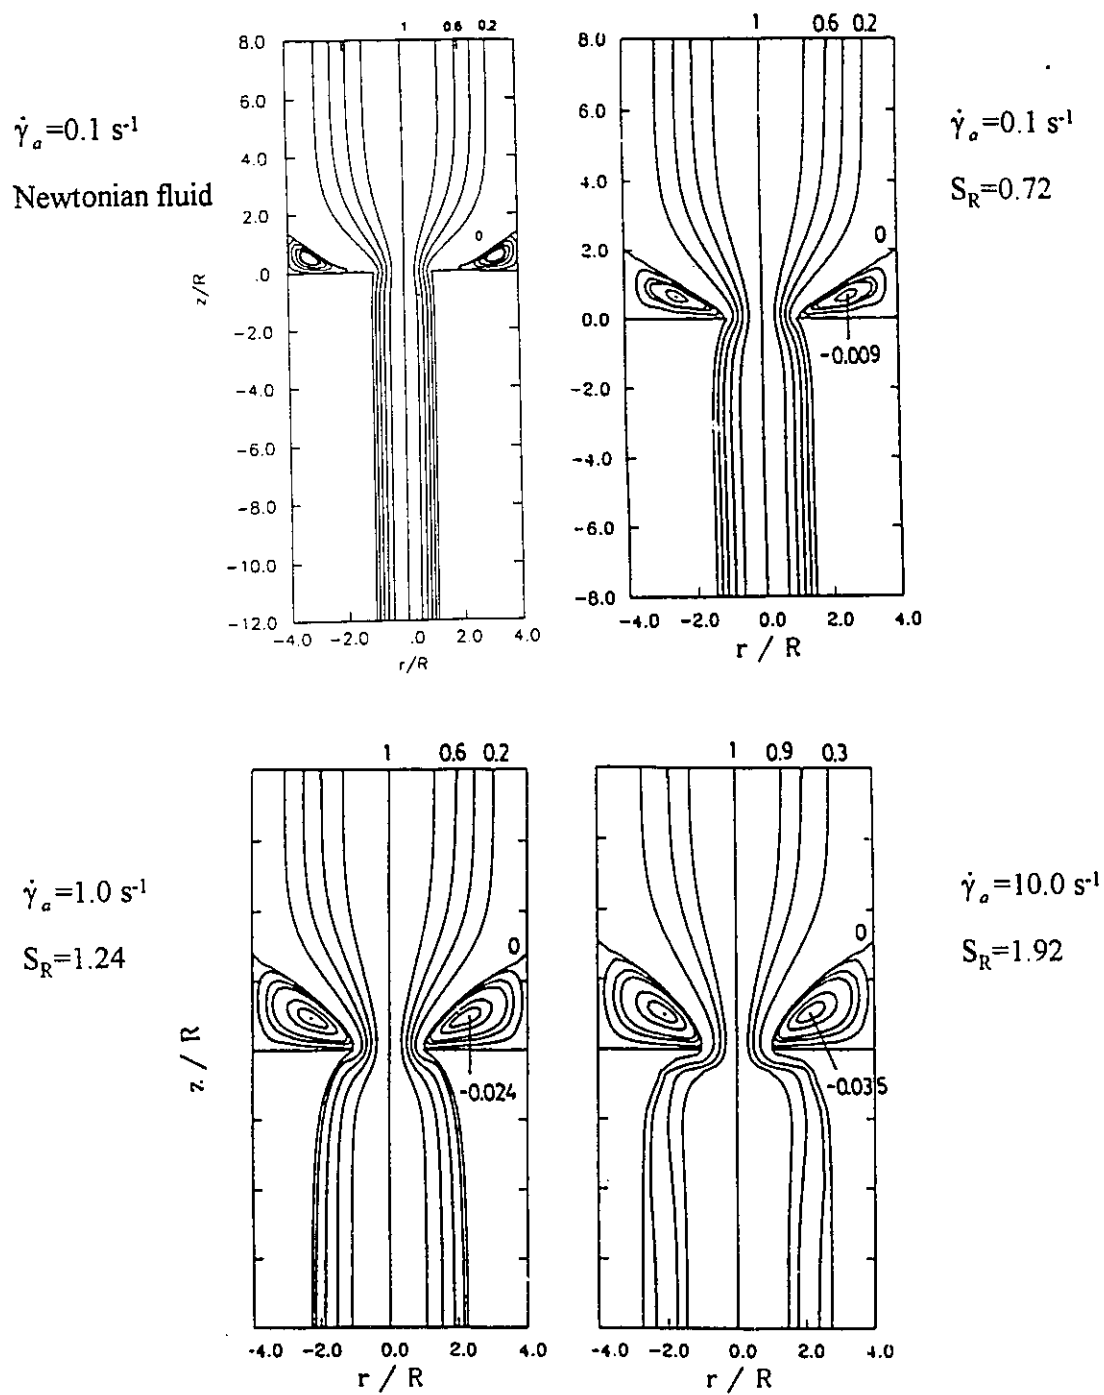 1 0.6 0.2
8.0
6.0
4.0
2.0
.0
-2.0
-4.0
-6.0
-8.0
-10.0
-12.0
z/R
0
-4.0 -2.0 .0 2.0 4.0
r/R
γ̇a=0.1 s-1
Newtonian fluid
1 0.6 0.2
8.0
6.0
4.0
2.0
0.0
-2.0
-4.0
-6.0
-8.0
0
-0.009
-4.0 -2.0 0.0 2.0 4.0
r / R
γ̇a=0.1 s-1
SR=0.72
1 0.6 0.2
γ̇a=1.0 s-1
SR=1.24
0
-0.024
z / R
-4.0 -2.0 0.0 2.0 4.0
r / R
1 0.9 0.3
0
-0.035
-4.0 -2.0 0.0 2.0 4.0
r / R
γ̇a=10.0 s-1
SR=1.92